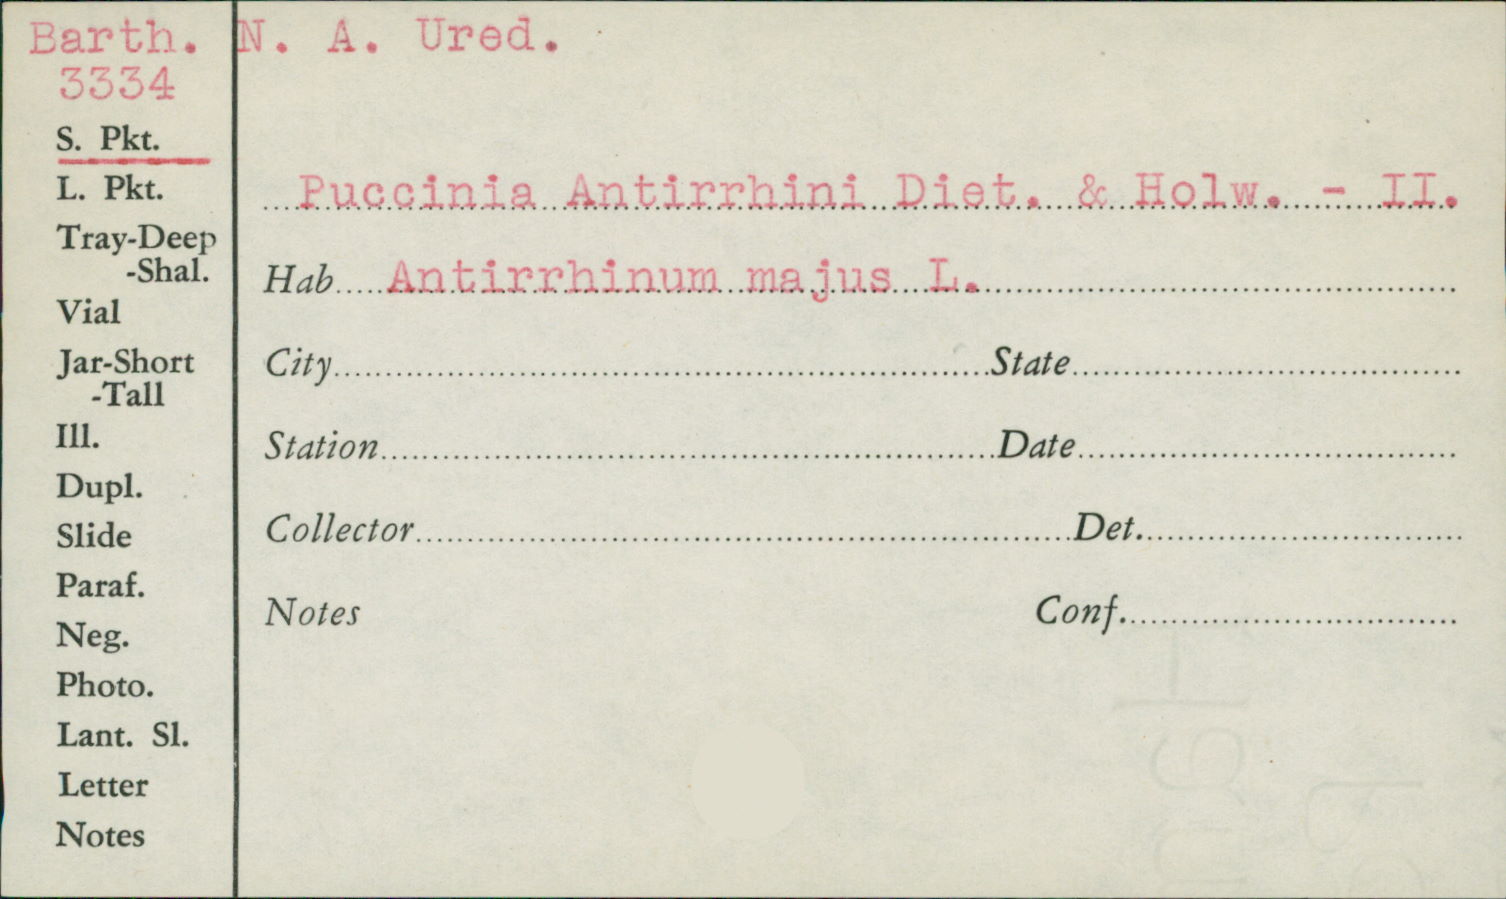 Barth. N. A. Ured.
3334
S. Pkt.
L. Pkt.
Tray-Deep
-Shal.
Vial
Jar-Short
-Tall
Ill.
Dupl.
Slide
Paraf.
Neg.
Photo.
Lant. Sl.
Letter
Notes
Puccinia Antirrhini Diet. & Holw. - II.
Hab Antirrhinum majus L.
City State
Station Date
Collector Det.
Notes Conf.